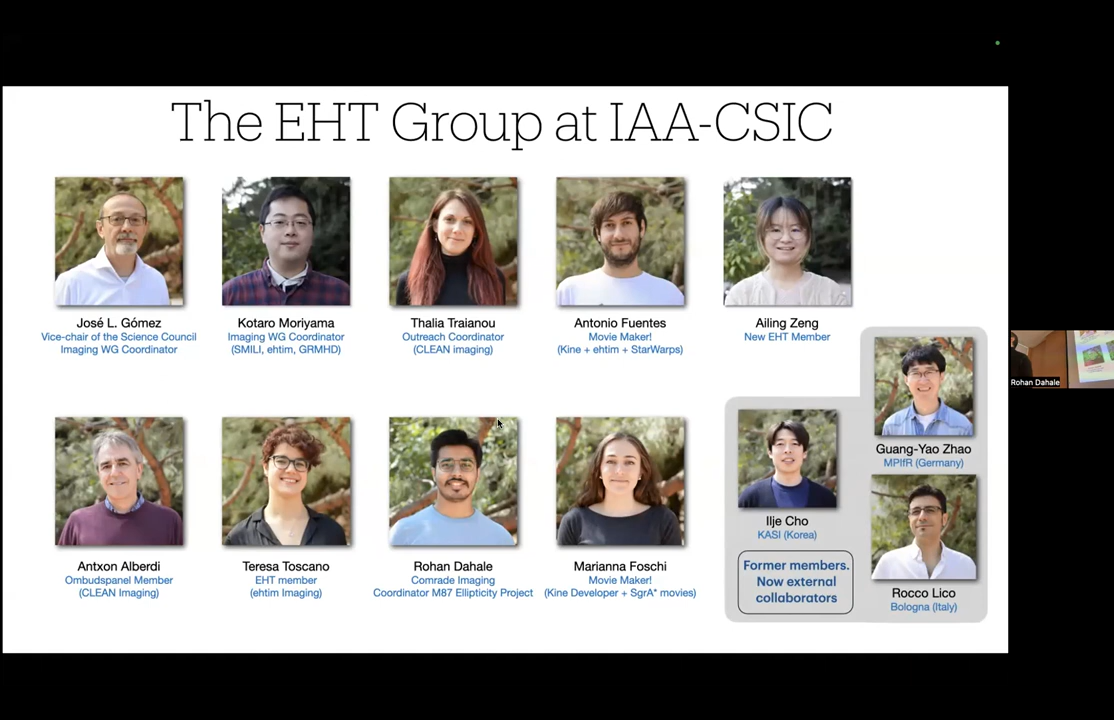 The EHT Group at IAA-CSIC
José L. Gómez
Vice-chair of the Science Council
Imaging WG Coordinator
Kotaro Moriyama
Imaging WG Coordinator
(SMILI, ehtim, GRMHD)
Thalia Traianou
Outreach Coordinator
(CLEAN imaging)
Antonio Fuentes
Movie Maker!
(Kine + ehtim + StarWarps)
Ailing Zeng
New EHT Member
Antxon Alberdi
Ombudspanel Member
(CLEAN Imaging)
Teresa Toscano
EHT member
(ehtim Imaging)
Rohan Dahale
Comrade Imaging
Coordinator M87 Ellipticity Project
Marianna Foschi
Movie Maker!
(Kine Developer + SgrA* movies)
Guang-Yao Zhao
MPIfR (Germany)
Ilje Cho
KASI (Korea)
Rocco Lico
Bologna (Italy)
Former members.
Now external
collaborators
Rohan Dahale